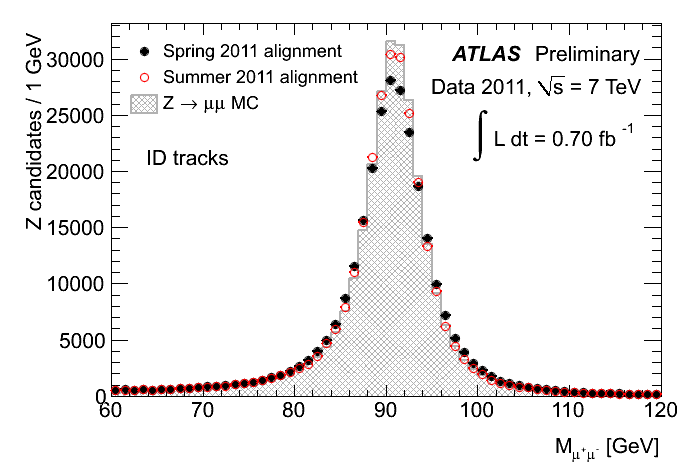 Z candidates / 1 GeV
30000
25000
20000
15000
10000
5000
0
Spring 2011 alignment
Summer 2011 alignment
Z → μμ MC
ID tracks
ATLAS Preliminary
Data 2011, √s = 7 TeV
∫ L dt = 0.70 fb⁻¹
60 70 80 90 100 110 120
M_μ⁺μ⁻ [GeV]